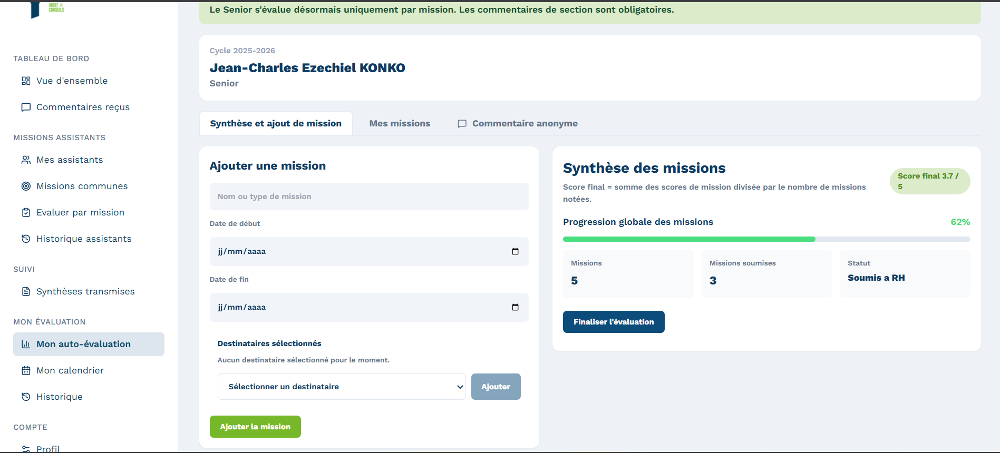 AUDIT &
CONSEILS
TABLEAU DE BORD
Vue d'ensemble
Commentaires reçus
MISSIONS ASSISTANTS
Mes assistants
Missions communes
Evaluer par mission
Historique assistants
SUIVI
Synthèses transmises
MON ÉVALUATION
Mon auto-évaluation
Mon calendrier
Historique
COMPTE
Profil
Le Senior s'évalue désormais uniquement par mission. Les commentaires de section sont obligatoires.
Cycle 2025-2026
Jean-Charles Ezechiel KONKO
Senior
Synthèse et ajout de mission
Mes missions
Commentaire anonyme
Ajouter une mission
Nom ou type de mission
Date de début
jj/mm/aaaa
Date de fin
jj/mm/aaaa
Destinataires sélectionnés
Aucun destinataire sélectionné pour le moment.
Sélectionner un destinataire
Ajouter
Ajouter la mission
Synthèse des missions
Score final = somme des scores de mission divisée par le nombre de missions
notées.
Score final 3.7 /
5
Progression globale des missions
62%
Missions
5
Missions soumises
3
Statut
Soumis a RH
Finaliser l'évaluation